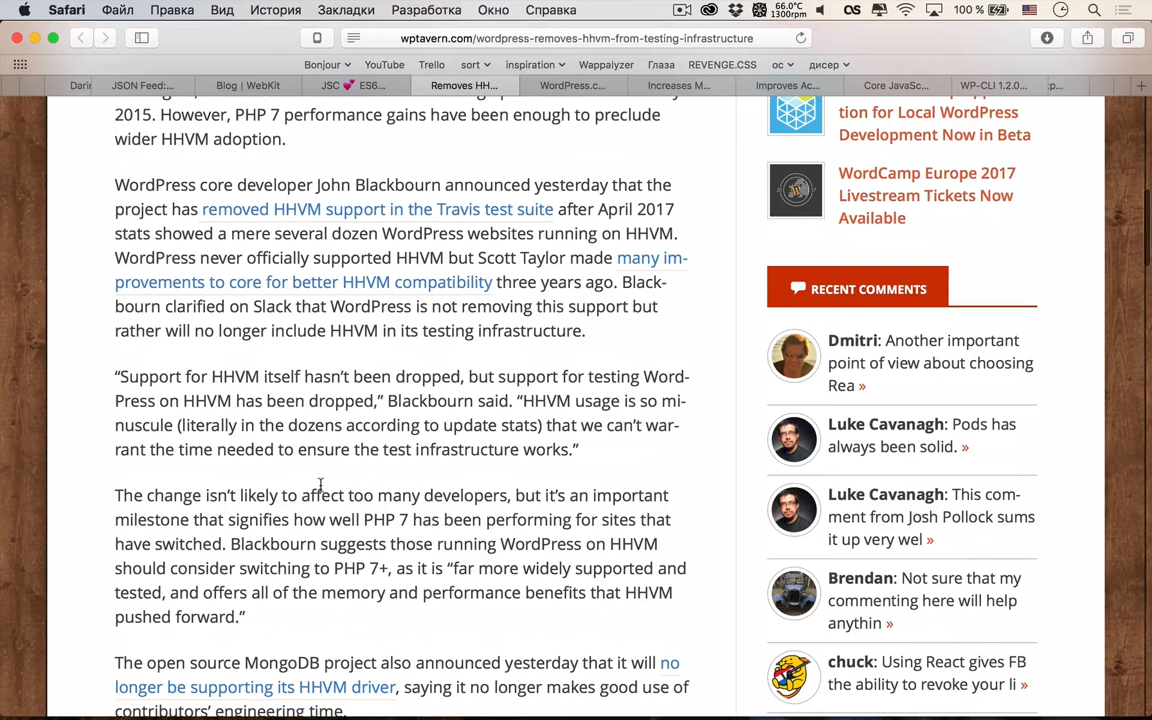 Safari Файл Правка Вид История Закладки Разработка Окно Справка 66.0°C 1300rpm 100 %
wptavern.com/wordpress-removes-hhvm-from-testing-infrastructure
Bonjour YouTube Trello sort inspiration Wappalyzer Глаза REVENGE.CSS ос дисер
Dari JSON Feed:... Blog | WebKit JSC 💕 ES6... Removes HH... WordPress.c... Increases M... Improves Ac... Core JavaSc... WP-CLI 1.2.0...
2015. However, PHP 7 performance gains have been enough to preclude
wider HHVM adoption.
WordPress core developer John Blackbourn announced yesterday that the
project has removed HHVM support in the Travis test suite after April 2017
stats showed a mere several dozen WordPress websites running on HHVM.
WordPress never officially supported HHVM but Scott Taylor made many im-
provements to core for better HHVM compatibility three years ago. Black-
bourn clarified on Slack that WordPress is not removing this support but
rather will no longer include HHVM in its testing infrastructure.
“Support for HHVM itself hasn’t been dropped, but support for testing Word-
Press on HHVM has been dropped,” Blackbourn said. “HHVM usage is so mi-
nuscule (literally in the dozens according to update stats) that we can’t war-
rant the time needed to ensure the test infrastructure works.”
The change isn’t likely to affect too many developers, but it’s an important
milestone that signifies how well PHP 7 has been performing for sites that
have switched. Blackbourn suggests those running WordPress on HHVM
should consider switching to PHP 7+, as it is “far more widely supported and
tested, and offers all of the memory and performance benefits that HHVM
pushed forward.”
The open source MongoDB project also announced yesterday that it will no
longer be supporting its HHVM driver, saying it no longer makes good use of
contributors’ engineering time.
tion for Local WordPress
Development Now in Beta
WordCamp Europe 2017
Livestream Tickets Now
Available
RECENT COMMENTS
Dmitri: Another important
point of view about choosing
Rea »
Luke Cavanagh: Pods has
always been solid. »
Luke Cavanagh: This com-
ment from Josh Pollock sums
it up very wel »
Brendan: Not sure that my
commenting here will help
anythin »
chuck: Using React gives FB
the ability to revoke your li »